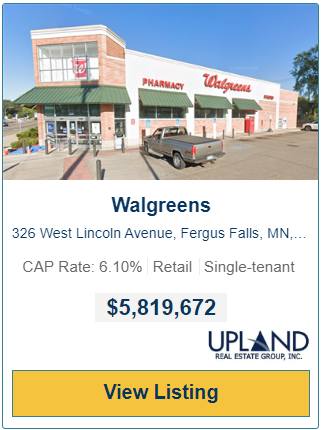 PHARMACY
Walgreens
Walgreens
326 West Lincoln Avenue, Fergus Falls, MN,...
CAP Rate: 6.10% Retail Single-tenant
$5,819,672
UPLAND
REAL ESTATE GROUP, INC.
View Listing